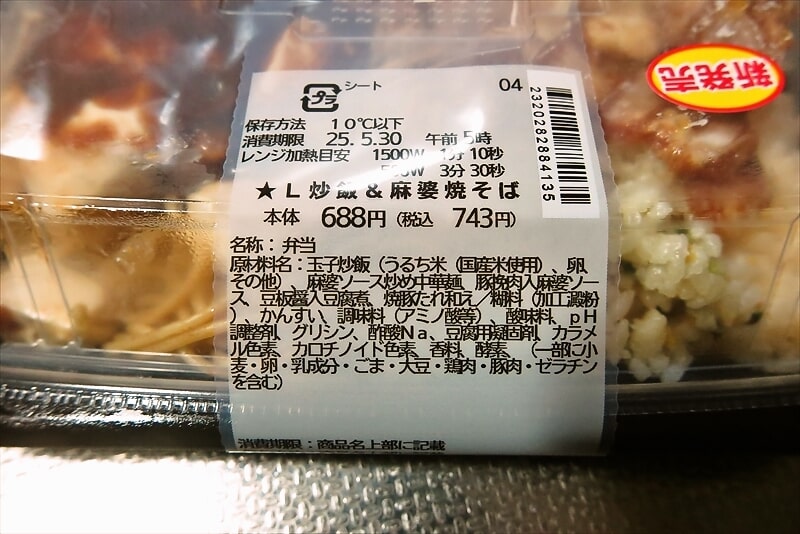 プラ シート 04
新発売
保存方法 10℃以下
消費期限 25.5.30 午前 5時
レンジ加熱目安 1500W 1分10秒
500W 3分30秒
★L炒飯&麻婆焼そば
本体 688円(税込 743円)
2320282884135
名称:弁当
原材料名:玉子炒飯(うるち米(国産米使用)、卵、
その他)、麻婆ソース炒め中華麺、豚挽肉入麻婆ソー
ス、豆板醤入豆腐煮、焼豚たれ和え/糊料(加工澱粉
)、かんすい、調味料(アミノ酸等)、酸味料、pH
調整剤、グリシン、酢酸Na、豆腐用凝固剤、カラメ
ル色素、カロチノイド色素、香料、酵素、(一部に小
麦・卵・乳成分・ごま・大豆・鶏肉・豚肉・ゼラチン
を含む)
消費期限:商品名上部に記載